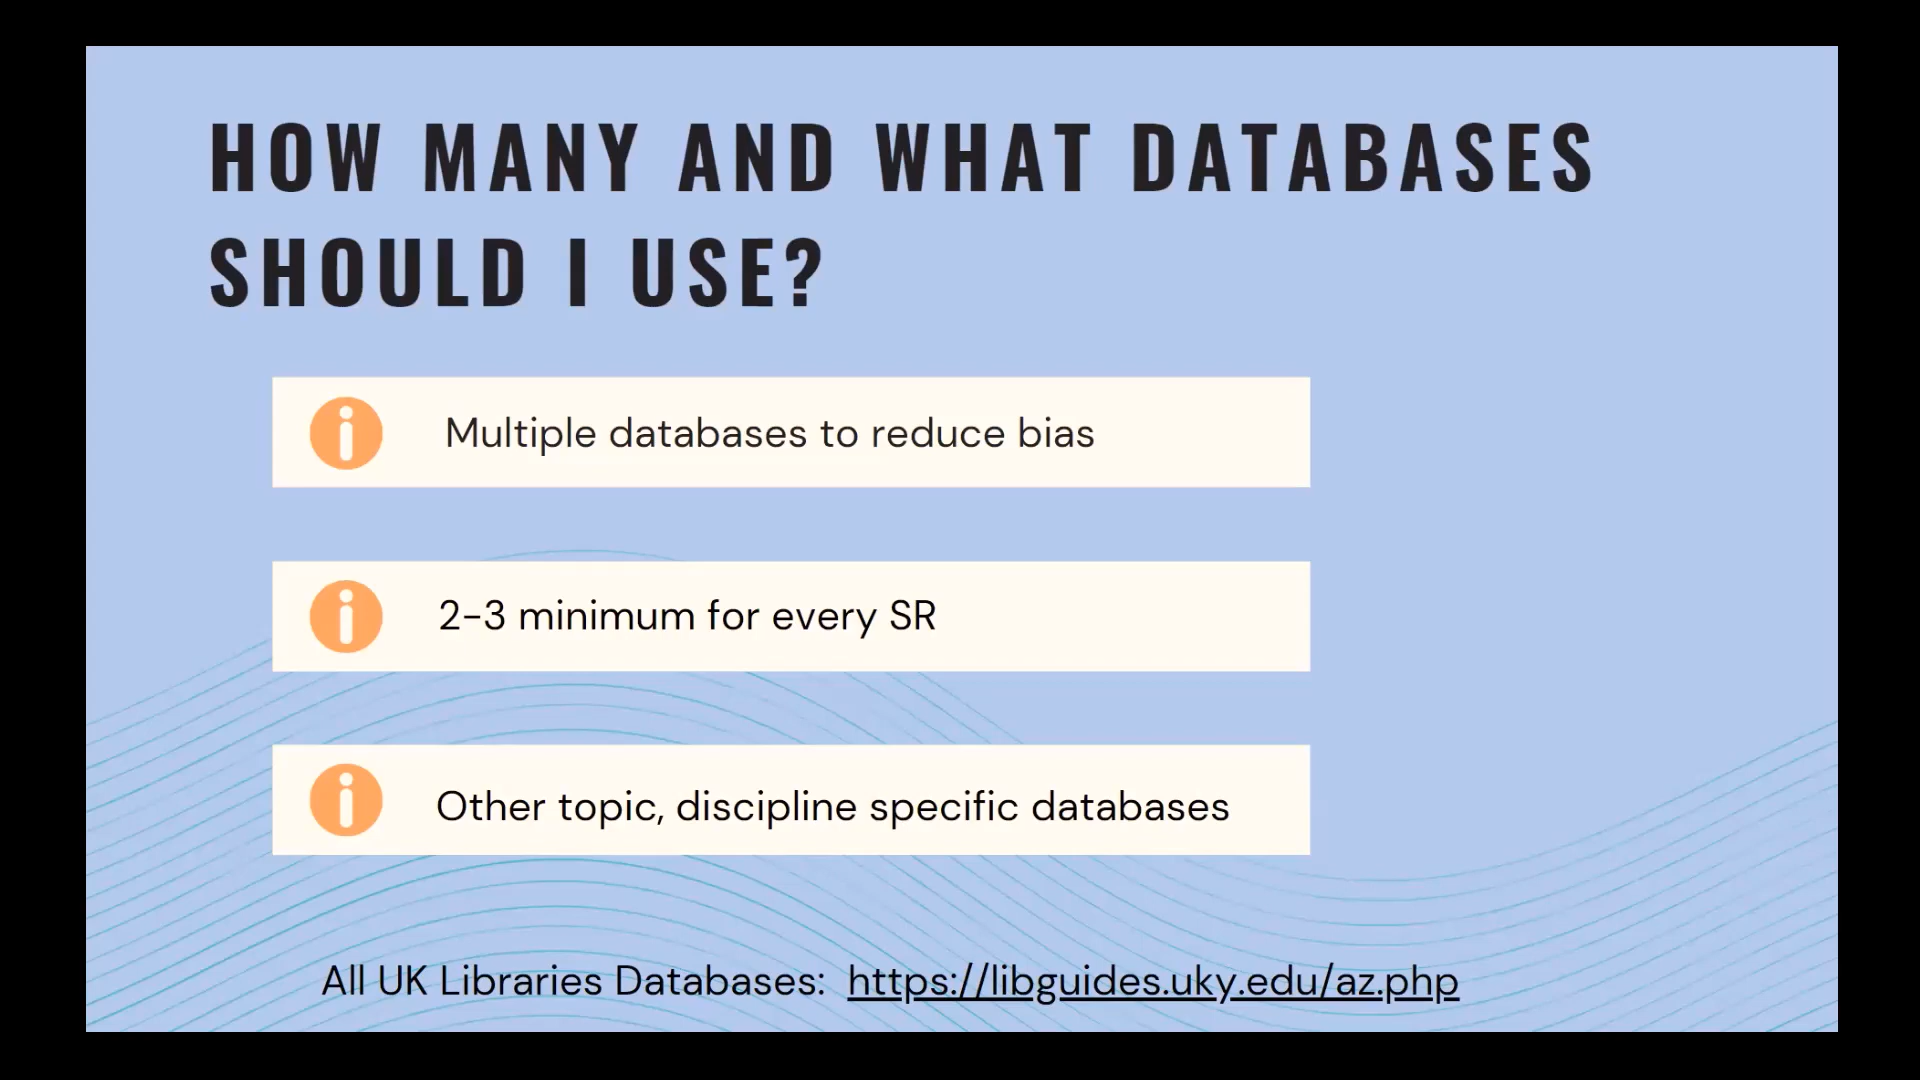 HOW MANY AND WHAT DATABASES
SHOULD I USE?
Multiple databases to reduce bias
2-3 minimum for every SR
Other topic, discipline specific databases
All UK Libraries Databases: https://libguides.uky.edu/az.php